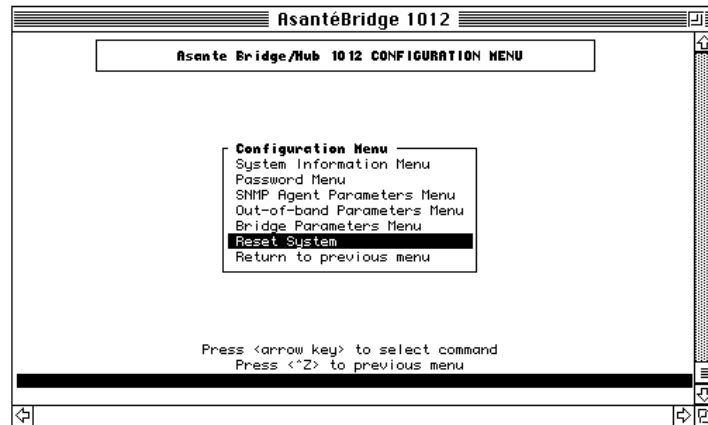 AsantéBridge 1012
Asante Bridge/Hub 1012 CONFIGURATION MENU
Configuration Menu
System Information Menu
Password Menu
SNMP Agent Parameters Menu
Out-of-band Parameters Menu
Bridge Parameters Menu
Reset System
Return to previous menu
Press <arrow key> to select command
Press <^Z> to previous menu